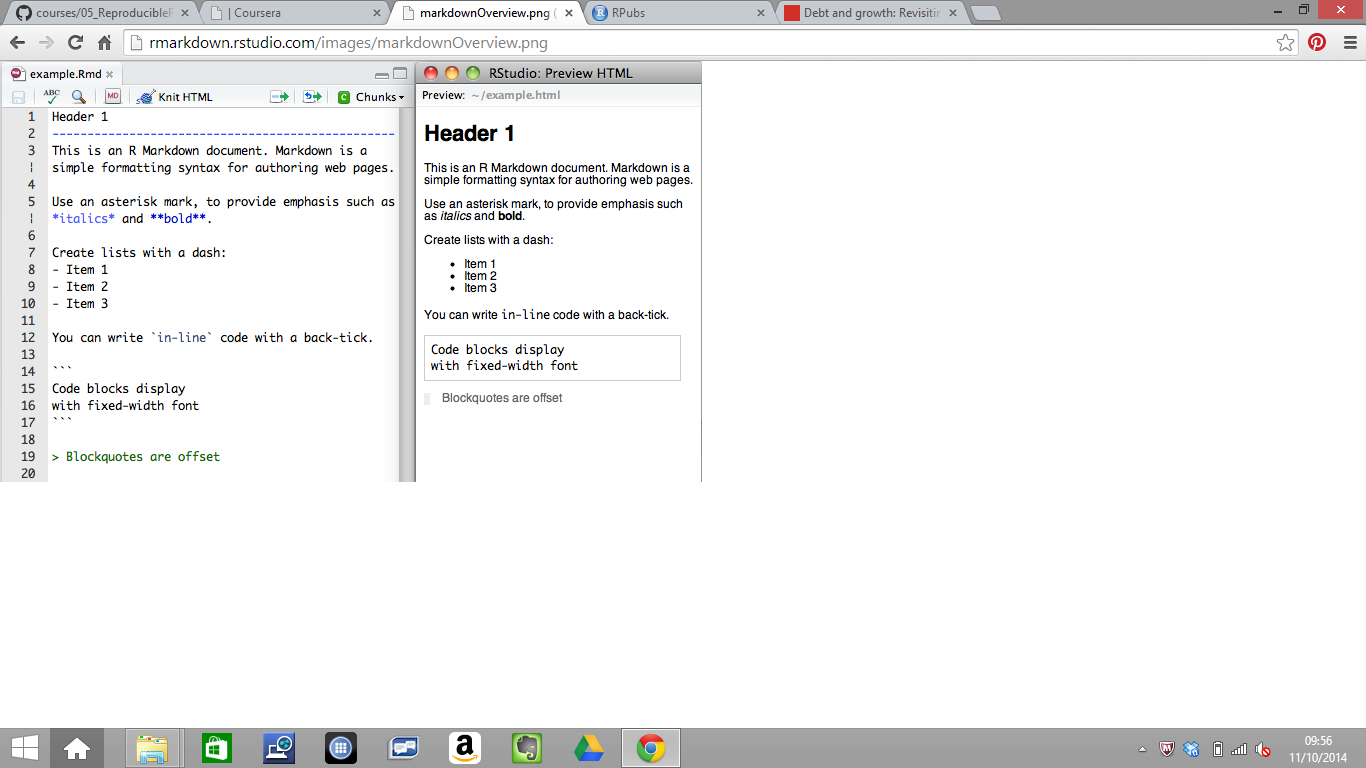 courses/05_Reproducible
| Coursera
markdownOverview.png (
RPubs
Debt and growth: Revisitin
rmarkdown.rstudio.com/images/markdownOverview.png
example.Rmd
ABC
MD
Knit HTML
C Chunks
1 Header 1
2 -------------------------------------------------
3 This is an R Markdown document. Markdown is a
simple formatting syntax for authoring web pages.
4
5 Use an asterisk mark, to provide emphasis such as
*italics* and **bold**.
6
7 Create lists with a dash:
8 - Item 1
9 - Item 2
10 - Item 3
11
12 You can write `in-line` code with a back-tick.
13
14 ```
15 Code blocks display
16 with fixed-width font
17 ```
18
19 > Blockquotes are offset
20
RStudio: Preview HTML
Preview: ~/example.html
Header 1
This is an R Markdown document. Markdown is a
simple formatting syntax for authoring web pages.
Use an asterisk mark, to provide emphasis such
as italics and bold.
Create lists with a dash:
• Item 1
• Item 2
• Item 3
You can write in-line code with a back-tick.
Code blocks display
with fixed-width font
Blockquotes are offset
09:56
11/10/2014